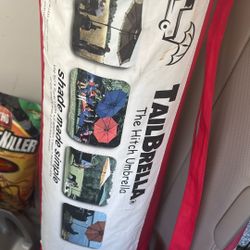 TAILBRELLA
The Hitch Umbrella
shade made simple
KILLER